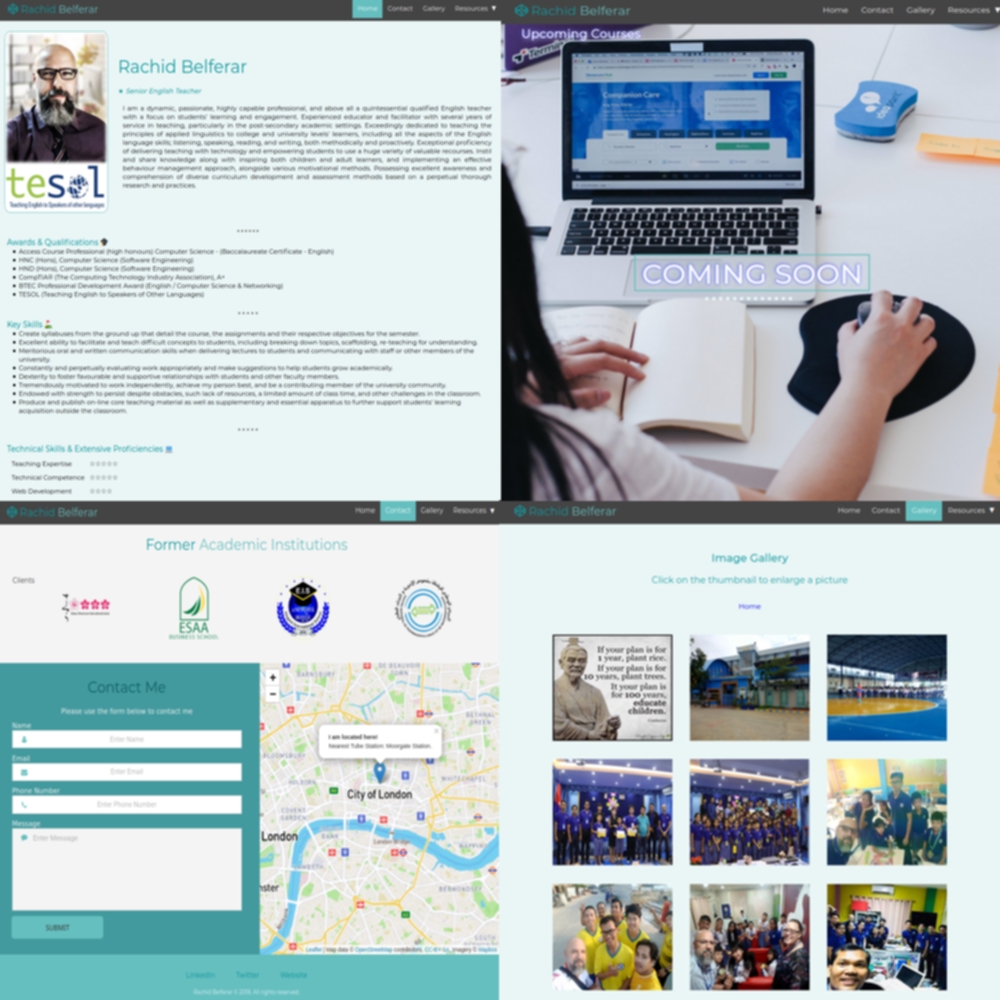 Rachid Belferar
Home Contact Gallery Resources ▼
Rachid Belferar
Senior English Teacher
I am a dynamic, passionate, highly capable professional, and above all a quintessential qualified English teacher
with a focus on students' learning and engagement. Experienced educator and facilitator with several years of
service in teaching, particularly in the post-secondary academic settings. Exceedingly dedicated to teaching the
principles of applied linguistics to college and university levels' learners, including all the aspects of the English
language skills, listening, speaking, reading, and writing, both methodically and proactively. Exceptional proficiency
of delivering teaching with technology and empowering students to use a huge variety of valuable recourses. Instil
and share knowledge along with inspiring both children and adult learners, and implementing an effective
behaviour management approach, alongside various motivational methods. Possessing excellent awareness and
comprehension of diverse curriculum development and assessment methods based on a perpetual thorough
research and practices.
tesol
Teaching English to Speakers of other languages
Awards & Qualifications
Access Course Professional (high honours) Computer Science - (Baccalaureate Certificate - English)
HNC (Hons), Computer Science (Software Engineering)
HND (Hons), Computer Science (Software Engineering)
CompTIA® (The Computing Technology Industry Association), A+
BTEC Professional Development Award (English / Computer Science & Networking)
TESOL (Teaching English to Speakers of Other Languages)
Key Skills
Create syllabuses from the ground up that detail the course, the assignments and their respective objectives for the semester.
Excellent ability to facilitate and teach difficult concepts to students, including breaking down topics, scaffolding, re-teaching for understanding.
Meritorious oral and written communication skills when delivering lectures to students and communicating with staff or other members of the
university.
Constantly and perpetually evaluating work appropriately and make suggestions to help students grow academically.
Dexterity to foster favourable and supportive relationships with students and other faculty members.
Tremendously motivated to work independently, achieve my person best, and be a contributing member of the university community.
Endowed with strength to persist despite obstacles, such lack of resources, a limited amount of class time, and other challenges in the classroom.
Produce and publish on-line core teaching material as well as supplementary and essential apparatus to further support students' learning
acquisition outside the classroom.
Technical Skills & Extensive Proficiencies
Teaching Expertise
Technical Competence
Web Development
Rachid Belferar
Home Contact Gallery Resources ▼
Upcoming Courses
Companion Care
COMING SOON
Rachid Belferar
Home Contact Gallery Resources ▼
Former Academic Institutions
Clients
ESAA
BUSINESS SCHOOL
E.I.S
Contact Me
Please use the form below to contact me
Name
Enter Name
Email
Enter Email
Phone Number
Enter Phone Number
Message
Enter Message
SUBMIT
+
−
I am located here!
Nearest Tube Station: Moorgate Station.
City of London
London
HOLBORN
COVENT
GARDEN
WHITECHAPEL
London Bridge
LAMBETH
BERMONDSEY
Leaflet | Map data © OpenStreetMap contributors, CC-BY-SA, Imagery © Mapbox
LinkedIn Twitter Website
Rachid Belferar © 2019, All rights reserved.
Rachid Belferar
Home Contact Gallery Resources ▼
Image Gallery
Click on the thumbnail to enlarge a picture
Home
If your plan is for
1 year, plant rice.
If your plan is for
10 years, plant trees.
If your plan is
for 100 years,
educate
children.
Confucius